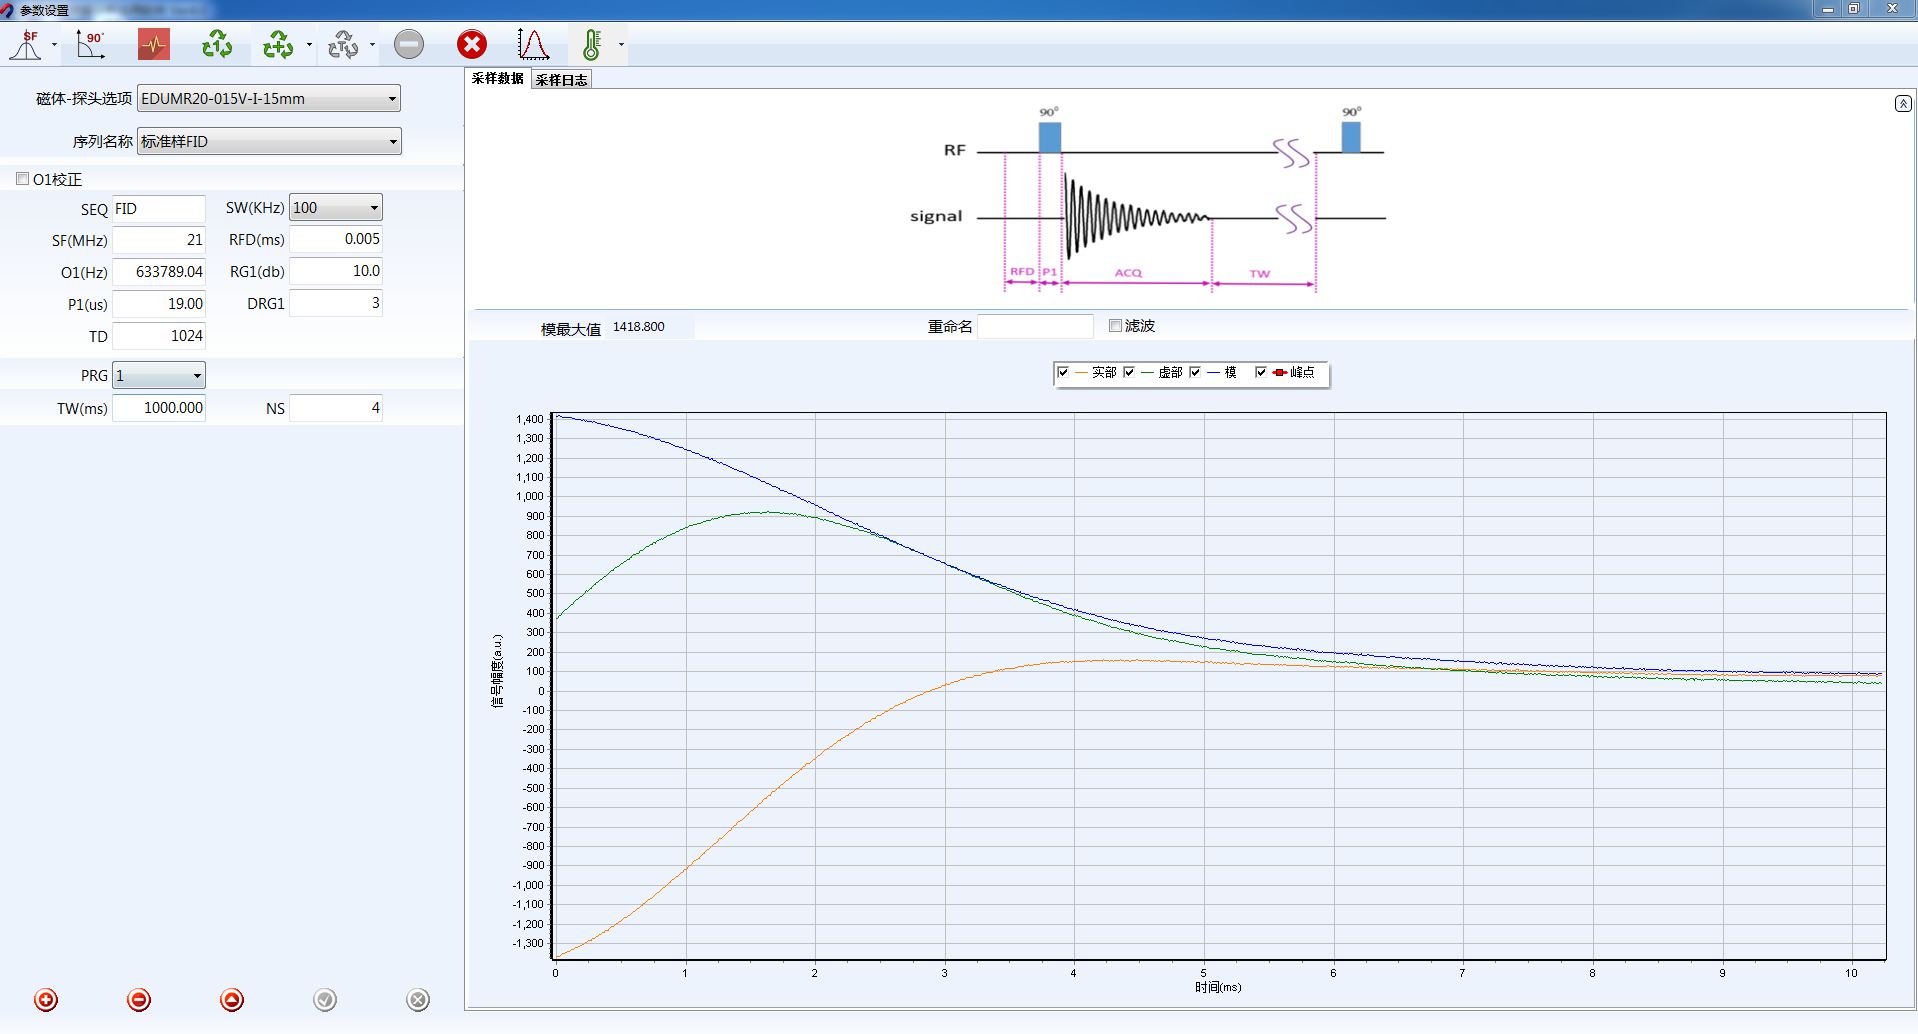 参数设置
SF
90°
T
采样数据 采样日志
磁体-探头选项 EDUMR20-015V-I-15mm
序列名称 标准样FID
O1校正
SEQ FID SW(KHz) 100
SF(MHz) 21 RFD(ms) 0.005
O1(Hz) 633789.04 RG1(db) 10.0
P1(us) 19.00 DRG1 3
TD 1024
PRG 1
TW(ms) 1000.000 NS 4
90° 90°
RF
signal
RFD P1 ACQ TW
模最大值 1418.800 重命名 滤波
实部 虚部 模 峰点
1,400
1,300
1,200
1,100
1,000
900
800
700
600
500
400
300
200
100
0
-100
-200
-300
-400
-500
-600
-700
-800
-900
-1,000
-1,100
-1,200
-1,300
信号幅度(a.u.)
0 1 2 3 4 5 6 7 8 9 10
时间(ms)